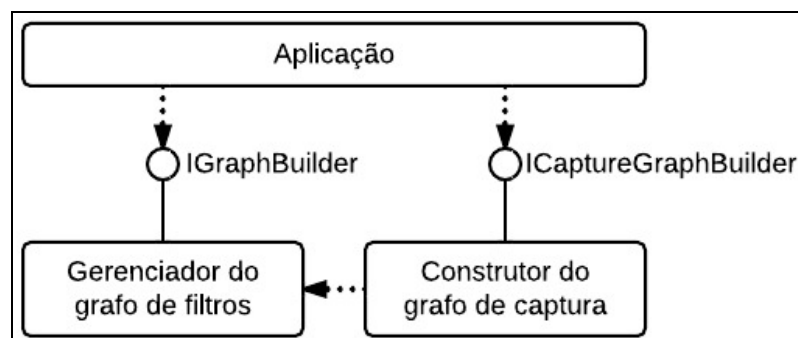 Aplicação
IGraphBuilder
ICaptureGraphBuilder
Gerenciador do
grafo de filtros
Construtor do
grafo de captura